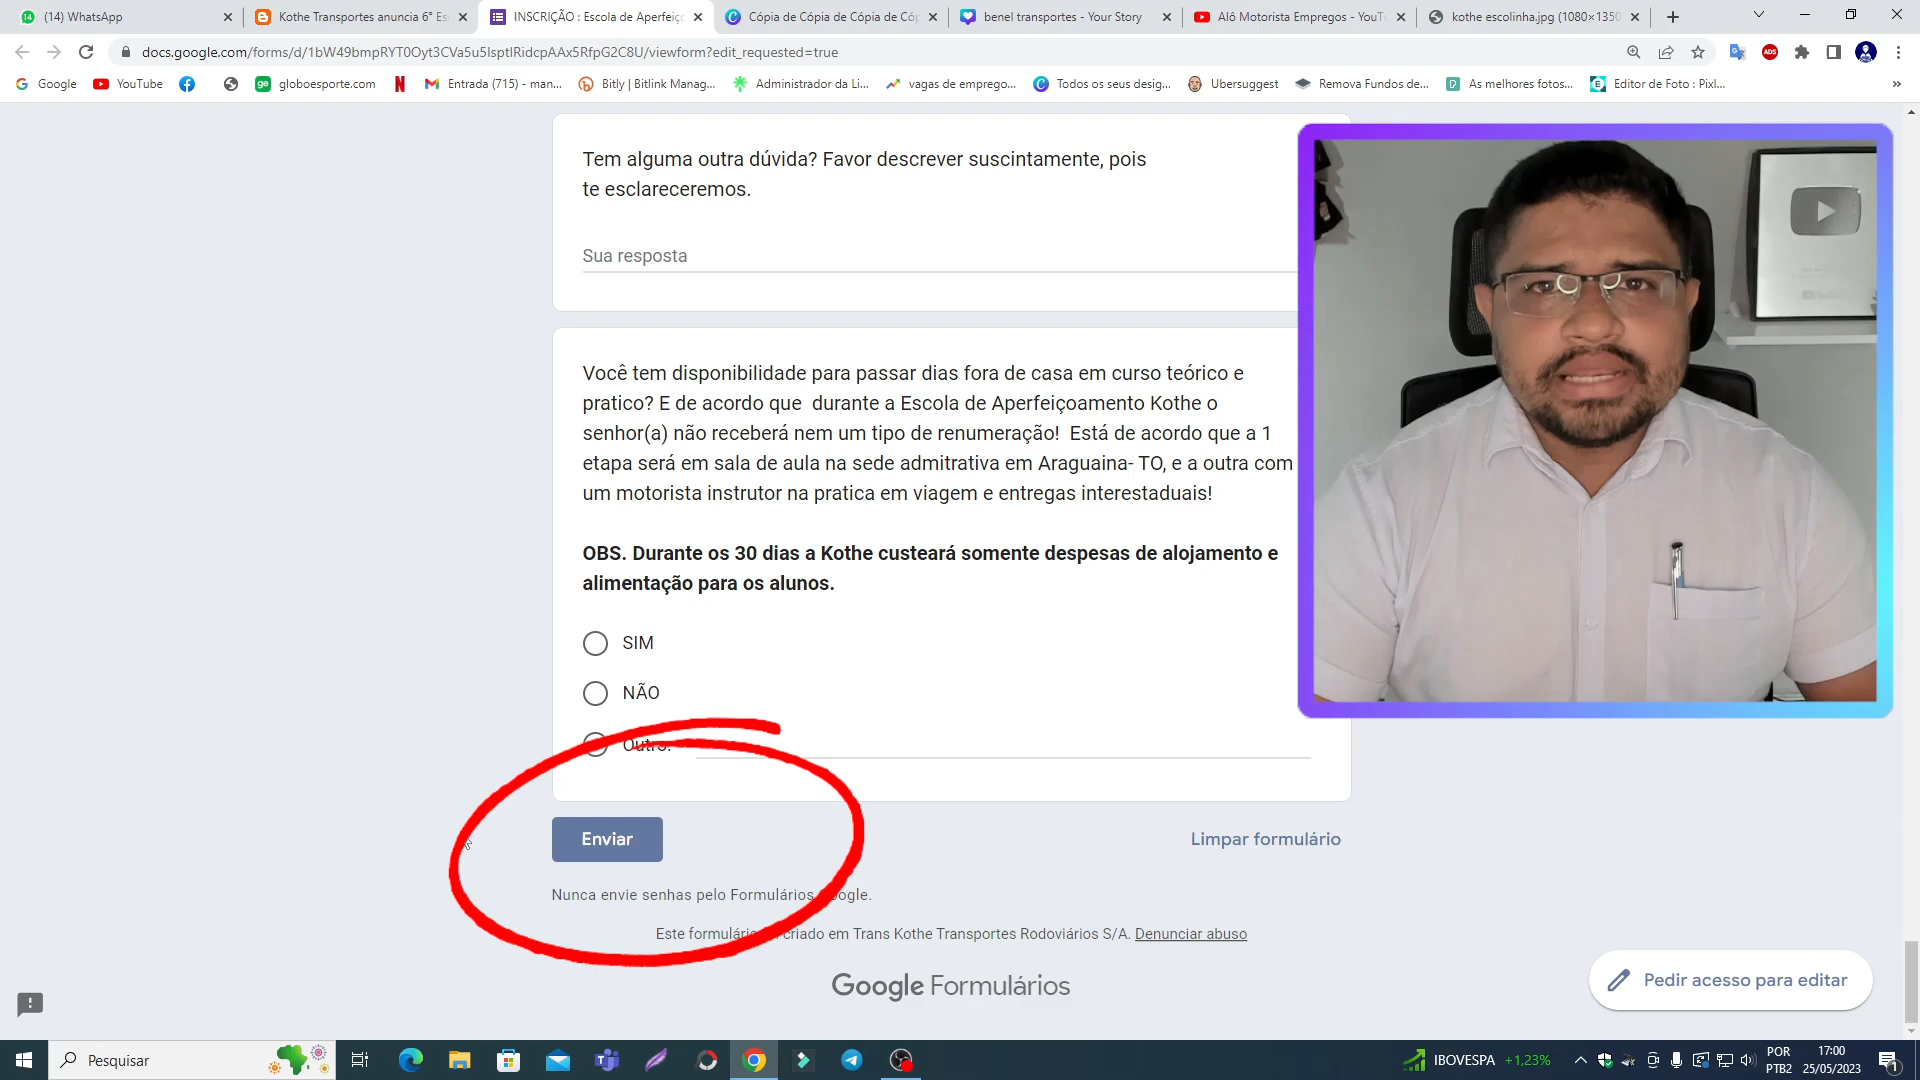 (14) WhatsApp
Kothe Transportes anuncia 6° Es
INSCRIÇÃO : Escola de Aperfeiço
Cópia de Cópia de Cópia de Cóp
benel transportes - Your Story
Alô Motorista Empregos - YouTu
kothe escolinha.jpg (1080×1350
docs.google.com/forms/d/1bW49bmpRYT0Oyt3CVa5u5IsptIRidcpAAx5RfpG2C8U/viewform?edit_requested=true
Google
YouTube
globoesporte.com
Entrada (715) - man...
Bitly | Bitlink Manag...
Administrador da Li...
vagas de emprego...
Todos os seus desig...
Ubersuggest
Remova Fundos de...
As melhores fotos...
Editor de Foto : Pixl...
Tem alguma outra dúvida? Favor descrever suscintamente, pois
te esclareceremos.
Sua resposta
Você tem disponibilidade para passar dias fora de casa em curso teórico e
pratico? E de acordo que durante a Escola de Aperfeiçoamento Kothe o
senhor(a) não receberá nem um tipo de renumeração! Está de acordo que a 1
etapa será em sala de aula na sede admitrativa em Araguaina- TO, e a outra com
um motorista instrutor na pratica em viagem e entregas interestaduais!
OBS. Durante os 30 dias a Kothe custeará somente despesas de alojamento e
alimentação para os alunos.
SIM
NÃO
Outro:
Enviar
Limpar formulário
Nunca envie senhas pelo Formulários Google.
Este formulário foi criado em Trans Kothe Transportes Rodoviários S/A. Denunciar abuso
Google Formulários
Pedir acesso para editar
Pesquisar
IBOVESPA +1,23%
POR
PTB2
17:00
25/05/2023